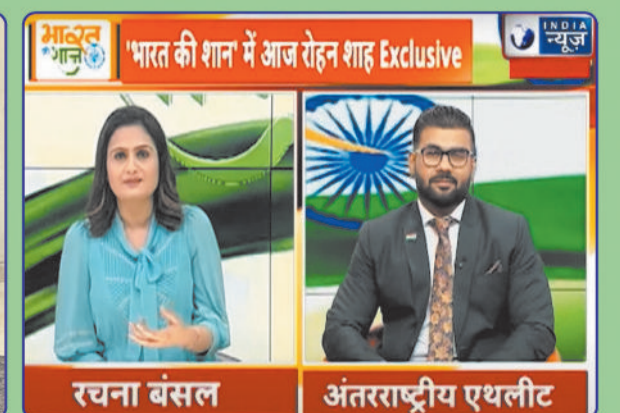 भारत
की शान
'भारत की शान' में आज रोहन शाह Exclusive
INDIA
न्यूज़
रचना बंसल
अंतरराष्ट्रीय एथलीट